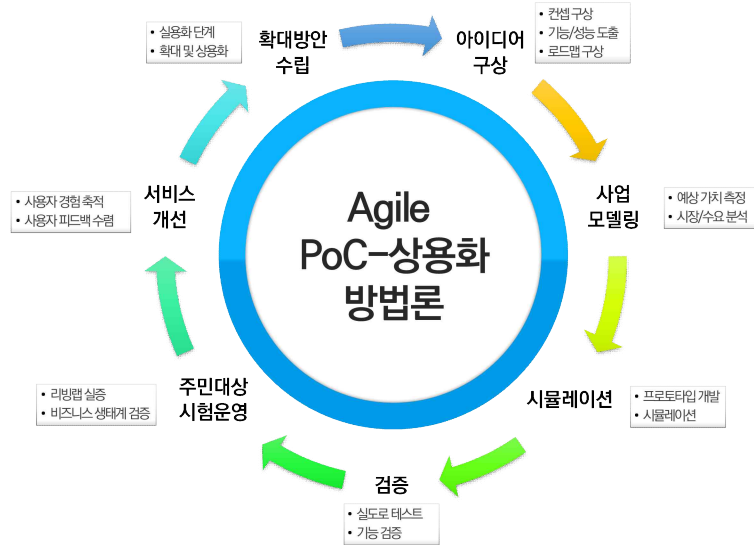 Agile
PoC-상용화
방법론
아이디어
구상
• 컨셉 구상
• 기능/성능 도출
• 로드맵 구상
사업
모델링
• 예상 가치 측정
• 시장/수요 분석
시뮬레이션
• 프로토타입 개발
• 시뮬레이션
검증
• 실도로 테스트
• 기능 검증
주민대상
시험운영
• 리빙랩 실증
• 비즈니스 생태계 검증
서비스
개선
• 사용자 경험 축적
• 사용자 피드백 수렴
확대방안
수립
• 실용화 단계
• 확대 및 상용화